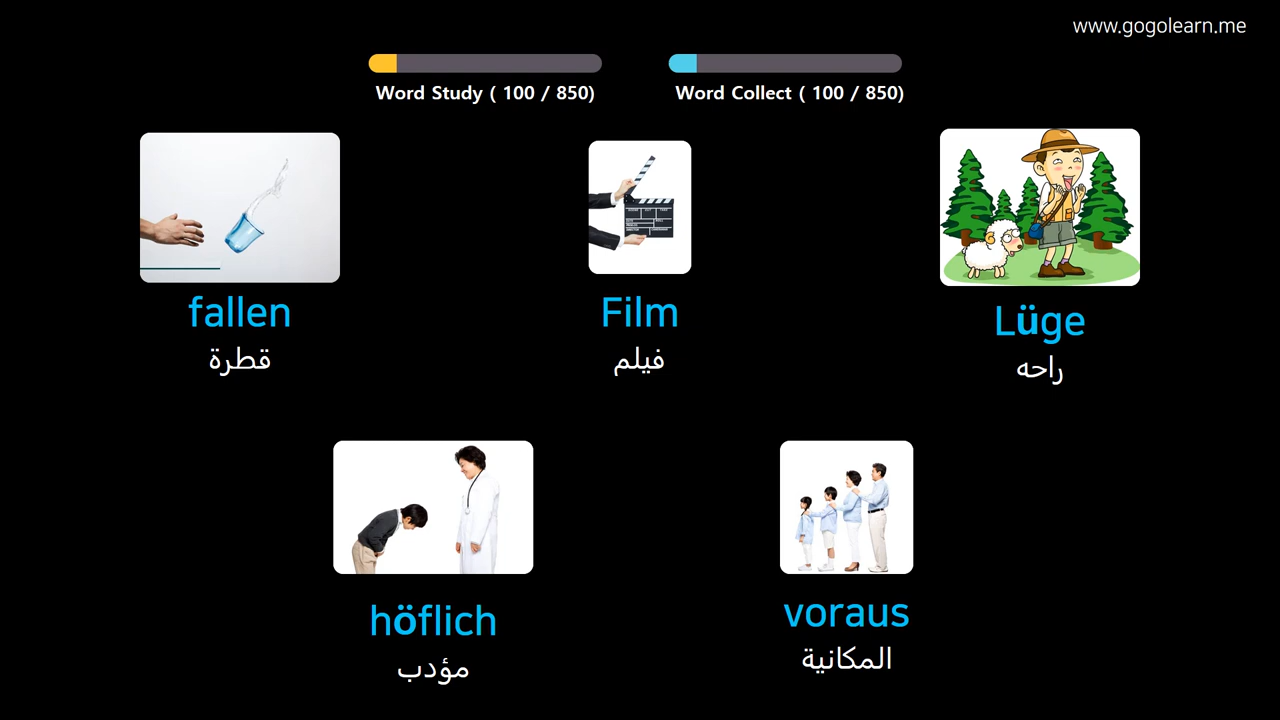 www.gogolearn.me
Word Study ( 100 / 850)
Word Collect ( 100 / 850)
fallen
قطرة
Film
فيلم
Lüge
راحه
höflich
مؤدب
voraus
المكانية